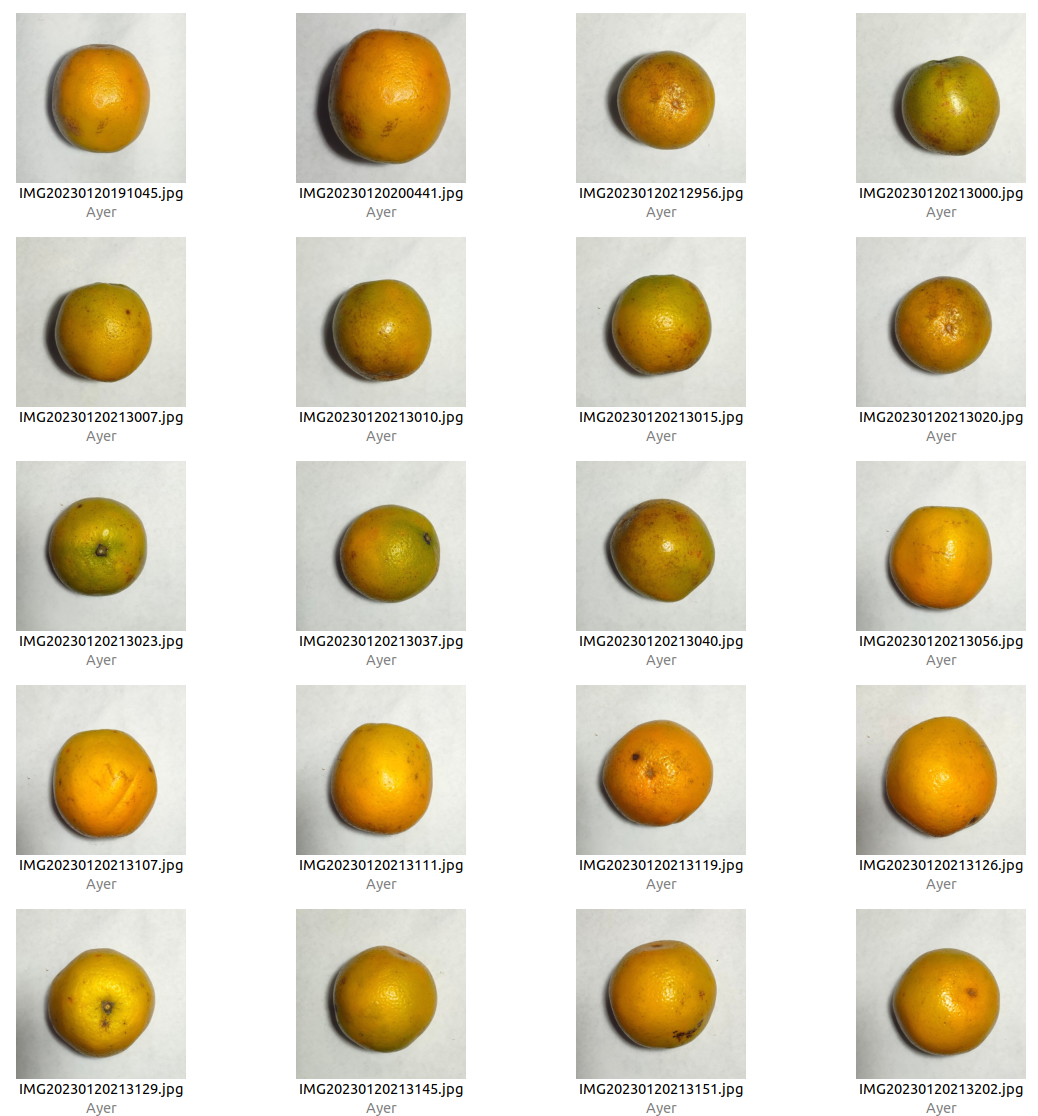 IMG20230120191045.jpg
Ayer
IMG20230120200441.jpg
Ayer
IMG20230120212956.jpg
Ayer
IMG20230120213000.jpg
Ayer
IMG20230120213007.jpg
Ayer
IMG20230120213010.jpg
Ayer
IMG20230120213015.jpg
Ayer
IMG20230120213020.jpg
Ayer
IMG20230120213023.jpg
Ayer
IMG20230120213037.jpg
Ayer
IMG20230120213040.jpg
Ayer
IMG20230120213056.jpg
Ayer
IMG20230120213107.jpg
Ayer
IMG20230120213111.jpg
Ayer
IMG20230120213119.jpg
Ayer
IMG20230120213126.jpg
Ayer
IMG20230120213129.jpg
Ayer
IMG20230120213145.jpg
Ayer
IMG20230120213151.jpg
Ayer
IMG20230120213202.jpg
Ayer